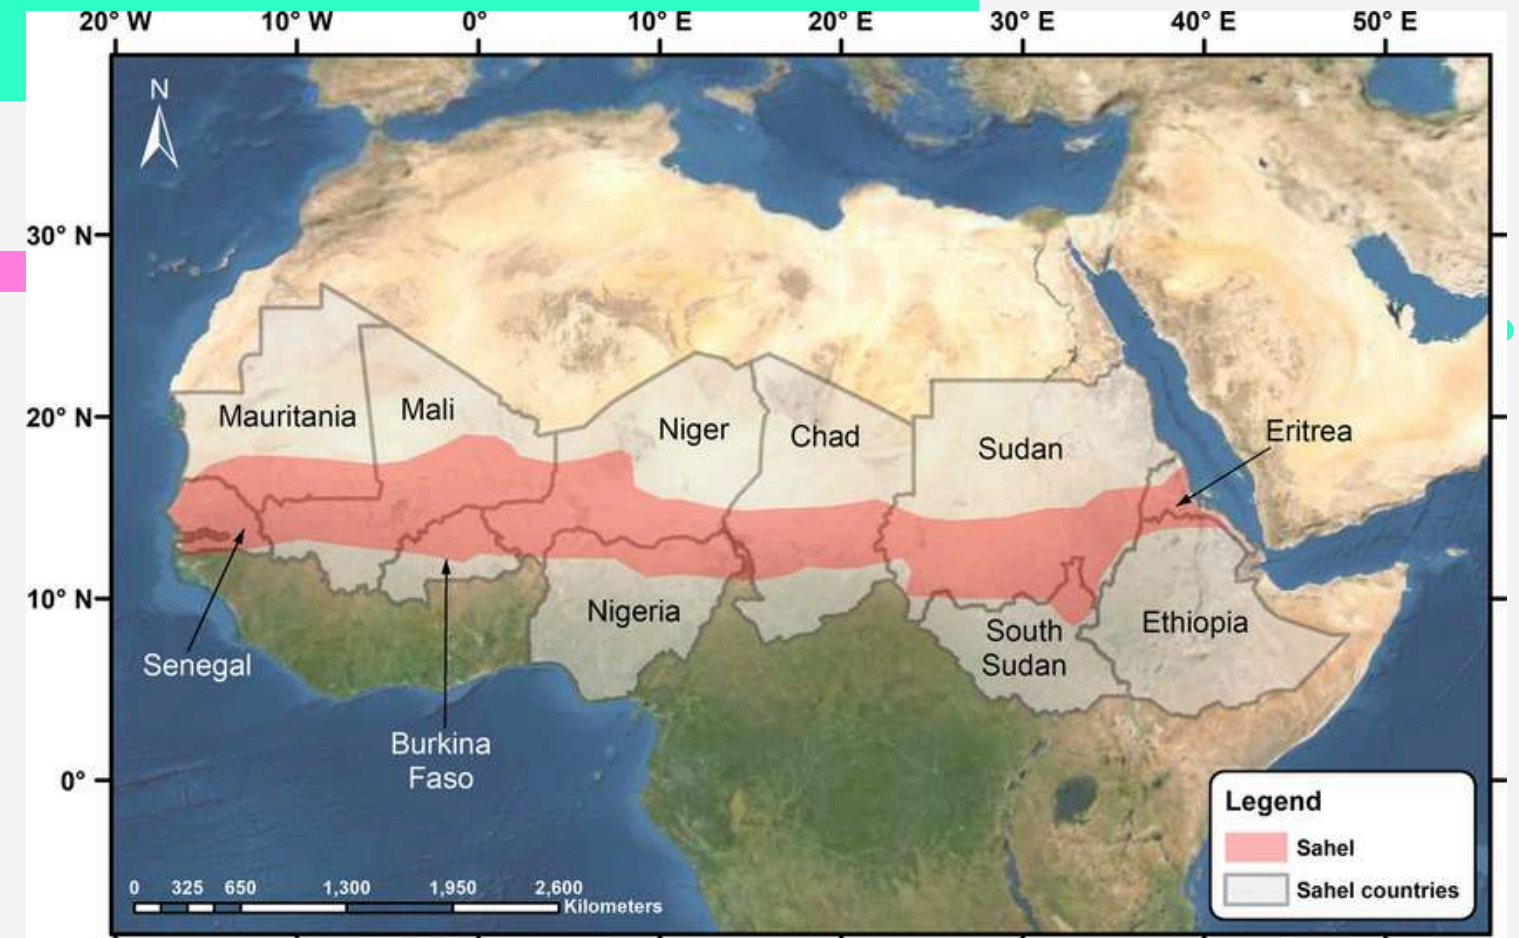 20° W
10° W
0°
10° E
20° E
30° E
40° E
50° E
N
30° N
20° N
10° N
0°
Mauritania
Mali
Niger
Chad
Sudan
Eritrea
Nigeria
South
Sudan
Ethiopia
Senegal
Burkina
Faso
Legend
Sahel
Sahel countries
0 325 650 1,300 1,950 2,600
Kilometers